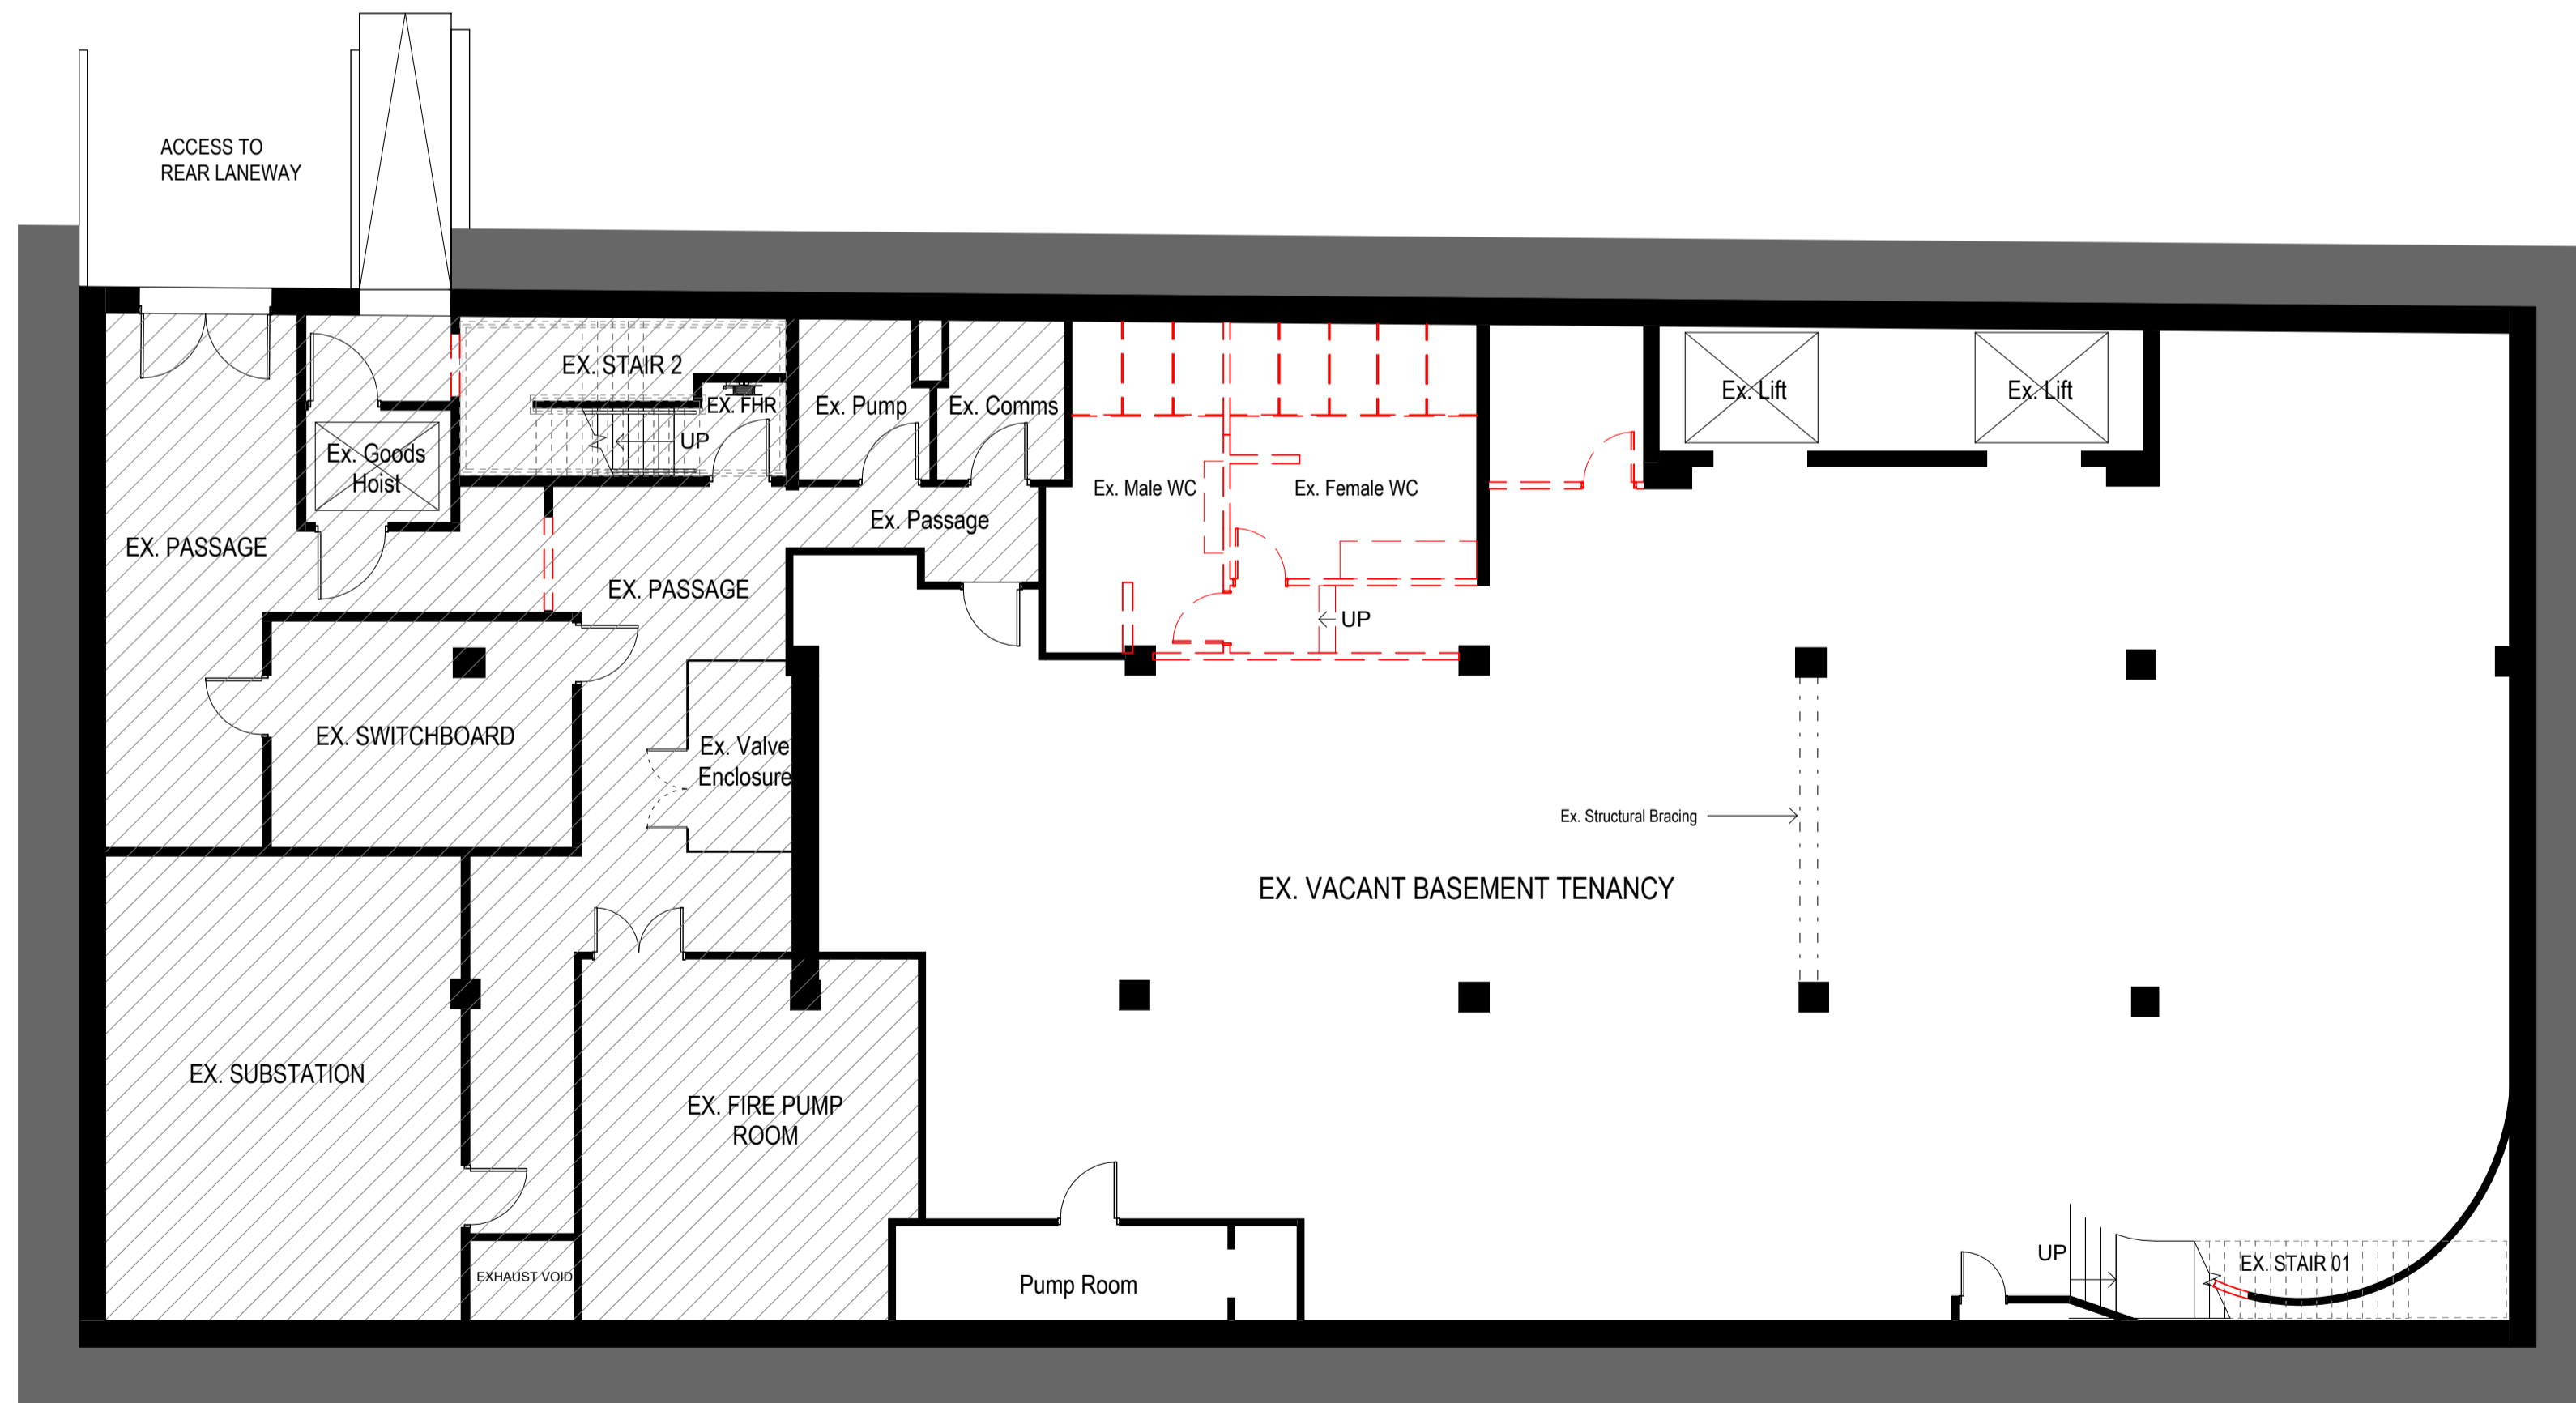 ACCESS TO
REAR LANEWAY
EX. STAIR 2
EX. FHR
UP
Ex. Pump
Ex. Comms
Ex. Lift
Ex. Lift
Ex. Goods
Hoist
Ex. Male WC
Ex. Female WC
Ex. Passage
EX. PASSAGE
EX. PASSAGE
UP
EX. SWITCHBOARD
Ex. Valve
Enclosure
Ex. Structural Bracing
EX. VACANT BASEMENT TENANCY
EX. SUBSTATION
EX. FIRE PUMP
ROOM
EXHAUST VOID
Pump Room
UP
EX. STAIR 01